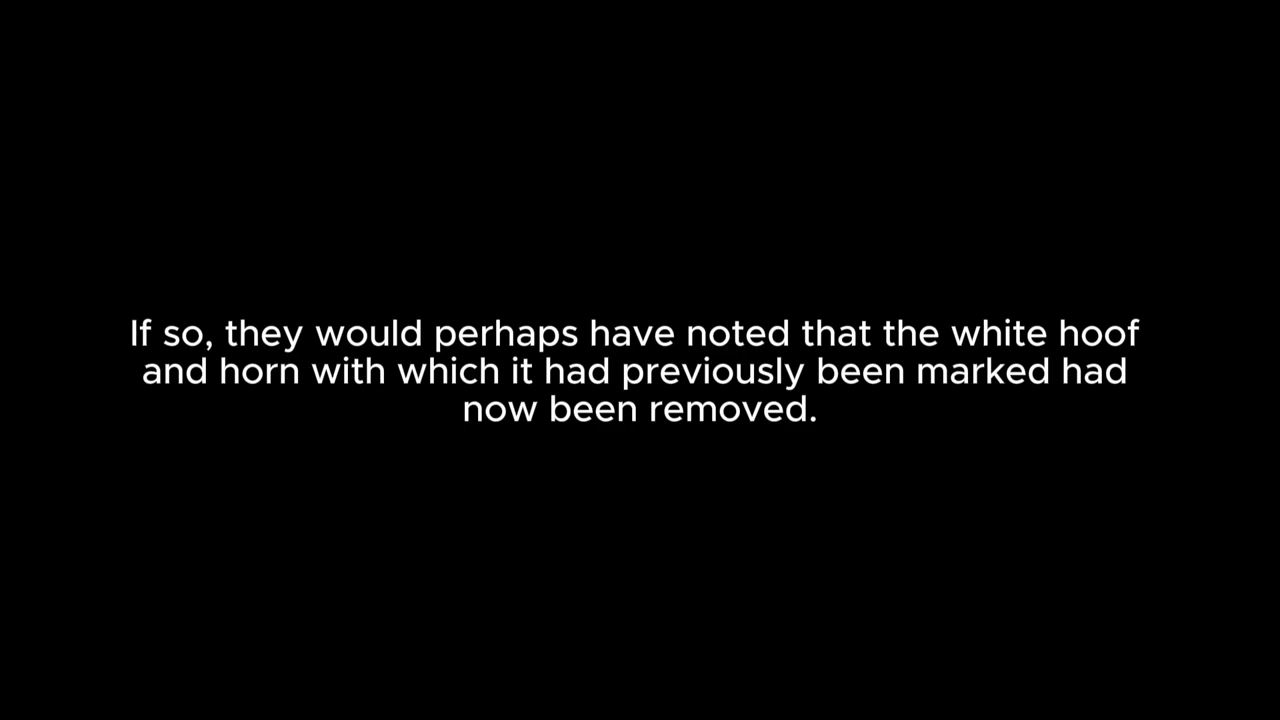 If so, they would perhaps have noted that the white hoof
and horn with which it had previously been marked had
now been removed.